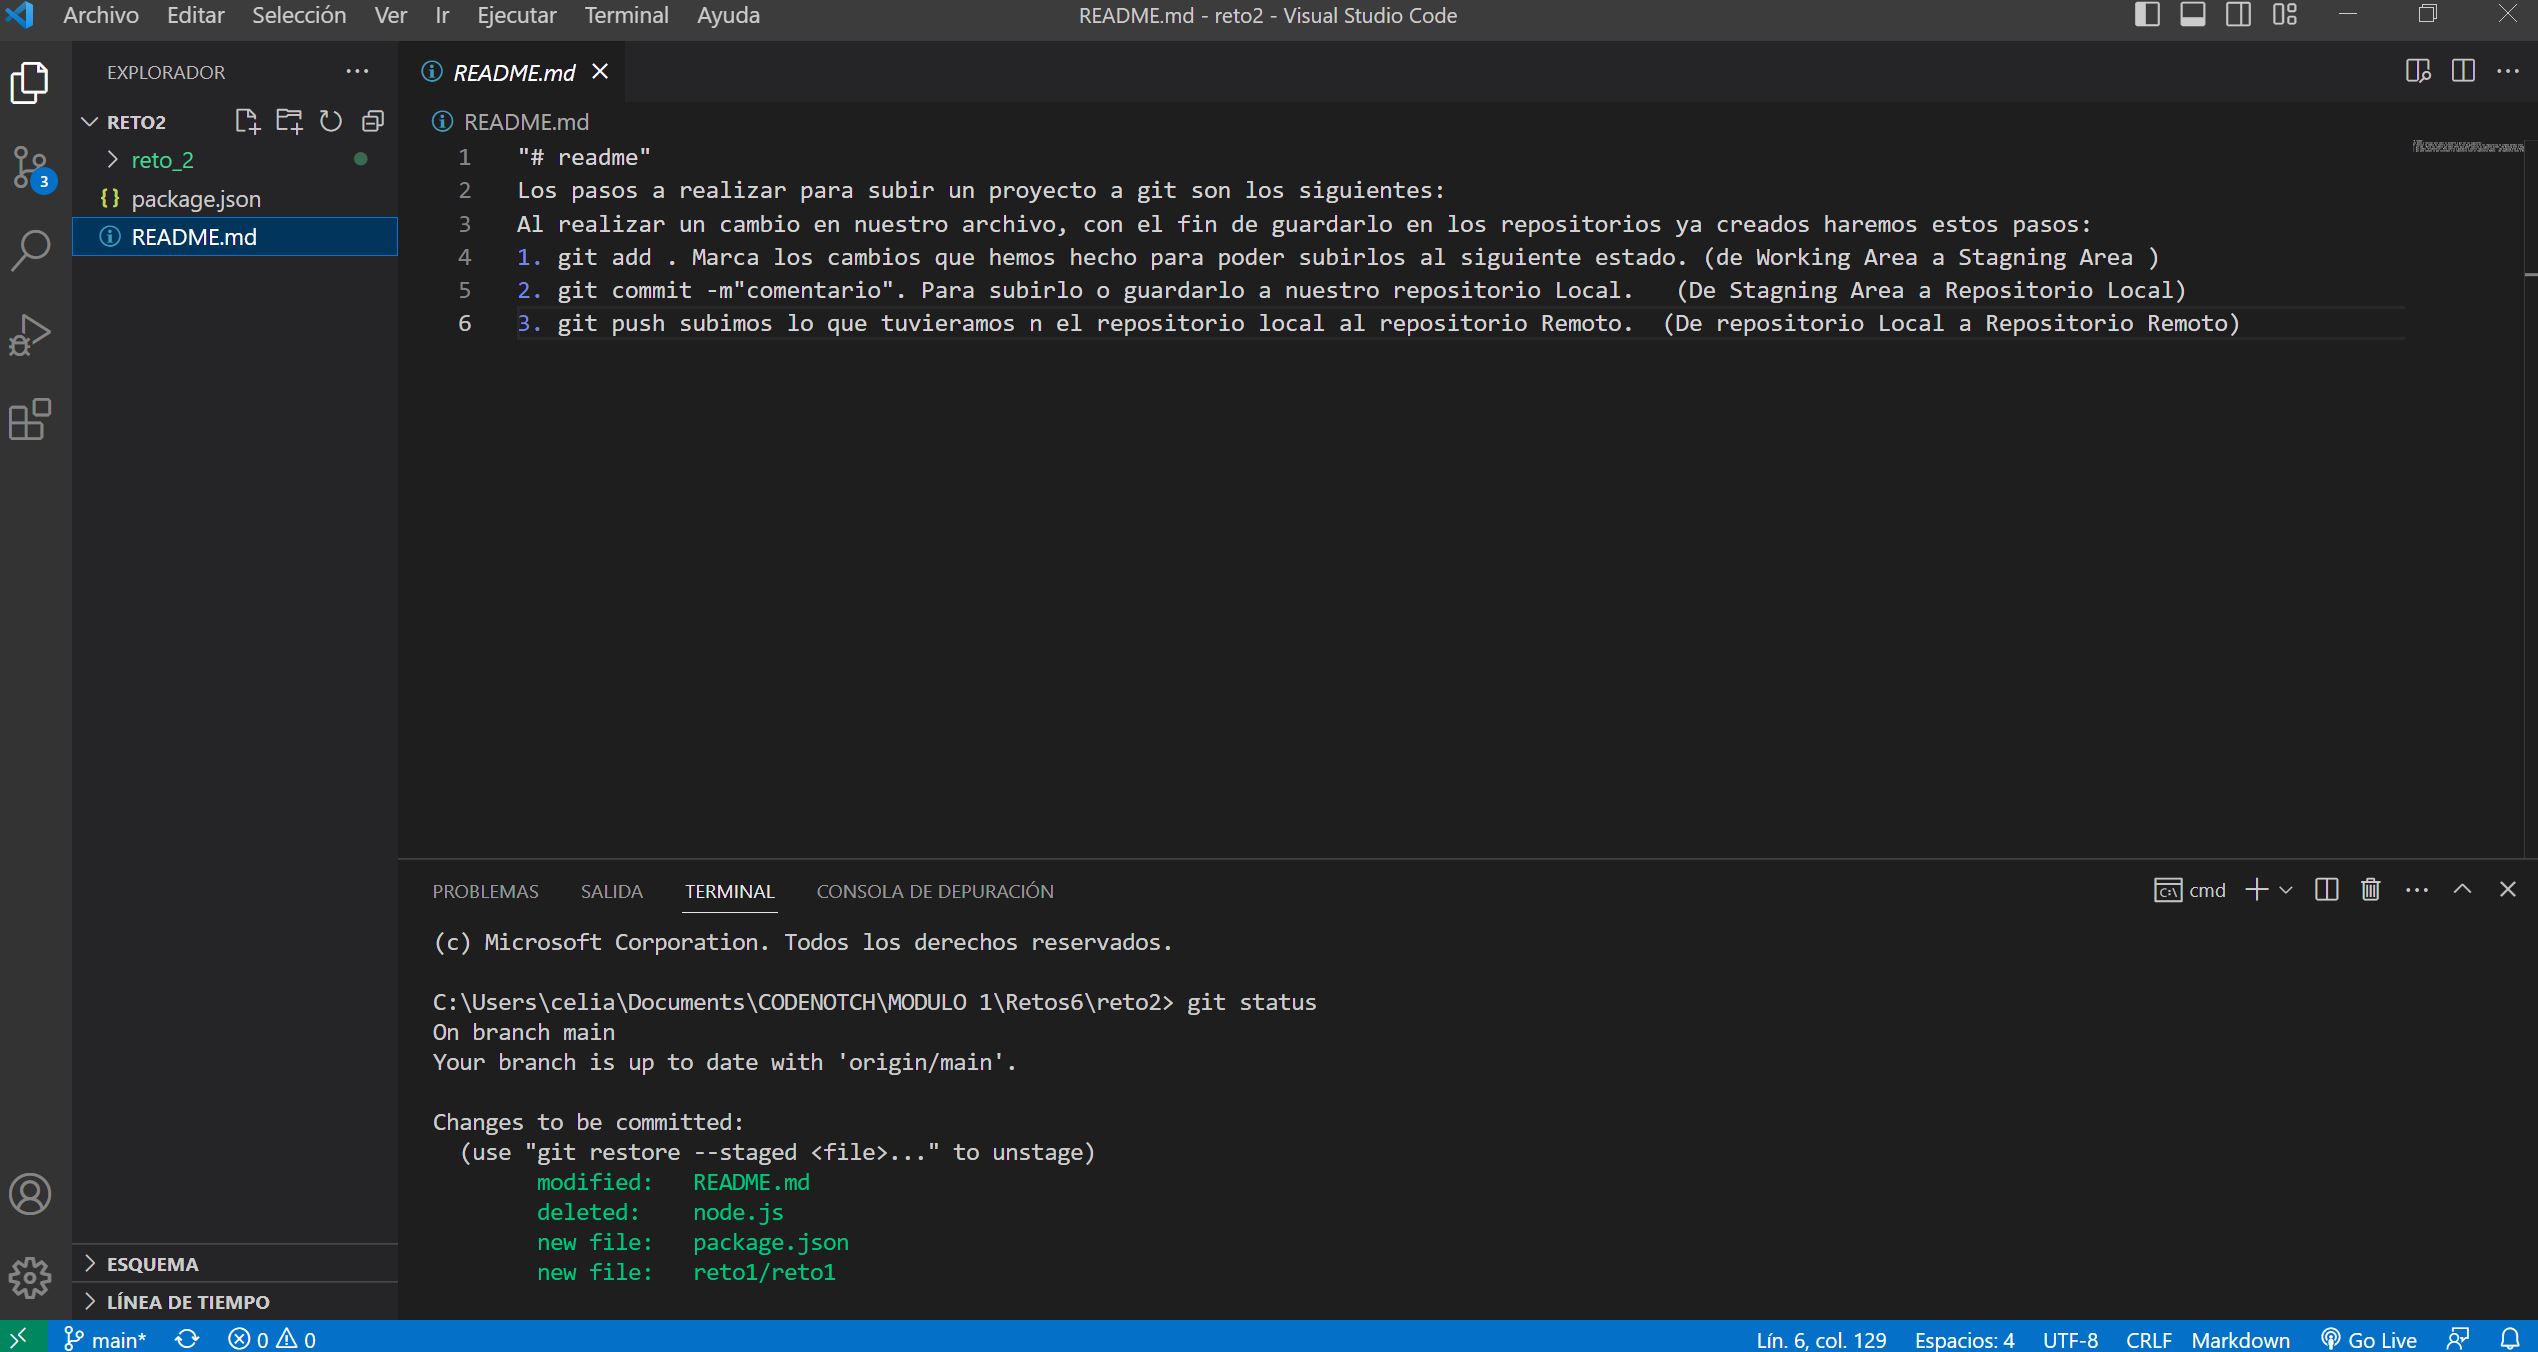 Archivo Editar Selección Ver Ir Ejecutar Terminal Ayuda README.md - reto2 - Visual Studio Code
EXPLORADOR
RETO2
reto_2
package.json
README.md
3
README.md
README.md
1 "# readme"
2 Los pasos a realizar para subir un proyecto a git son los siguientes:
3 Al realizar un cambio en nuestro archivo, con el fin de guardarlo en los repositorios ya creados haremos estos pasos:
4 1. git add . Marca los cambios que hemos hecho para poder subirlos al siguiente estado. (de Working Area a Stagning Area )
5 2. git commit -m"comentario". Para subirlo o guardarlo a nuestro repositorio Local. (De Stagning Area a Repositorio Local)
6 3. git push subimos lo que tuvieramos n el repositorio local al repositorio Remoto. (De repositorio Local a Repositorio Remoto)
PROBLEMAS SALIDA TERMINAL CONSOLA DE DEPURACIÓN cmd
(c) Microsoft Corporation. Todos los derechos reservados.
C:\Users\celia\Documents\CODENOTCH\MODULO 1\Retos6\reto2> git status
On branch main
Your branch is up to date with 'origin/main'.
Changes to be committed:
(use "git restore --staged <file>..." to unstage)
modified: README.md
deleted: node.js
new file: package.json
new file: reto1/reto1
ESQUEMA
LÍNEA DE TIEMPO
main* 0 0 Lín. 6, col. 129 Espacios: 4 UTF-8 CRLF Markdown Go Live